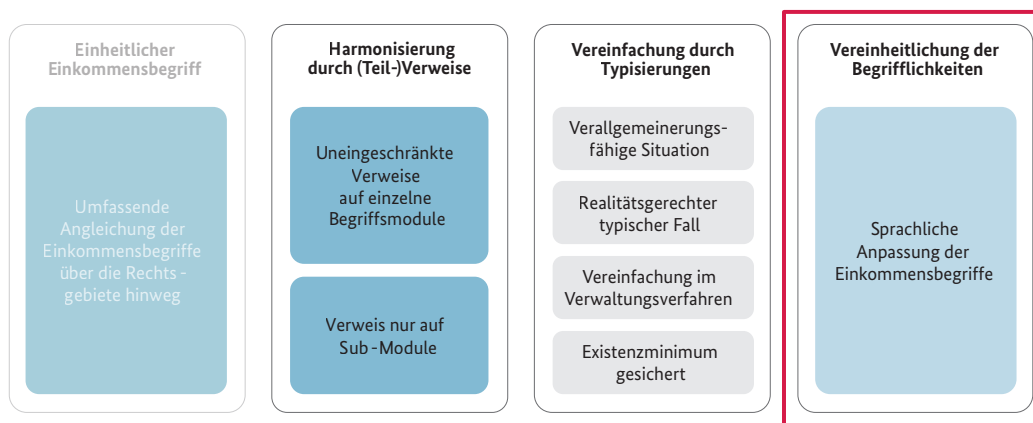 Einheitlicher
Einkommensbegriff
Umfassende
Angleichung der
Einkommensbegriffe
über die Rechts -
gebiete hinweg
Harmonisierung
durch (Teil-)Verweise
Uneingeschränkte
Verweise
auf einzelne
Begriffsmodule
Verweis nur auf
Sub - Module
Vereinfachung durch
Typisierungen
Verallgemeinerungs-
fähige Situation
Realitätsgerechter
typischer Fall
Vereinfachung im
Verwaltungsverfahren
Existenzminimum
gesichert
Vereinheitlichung der
Begrifflichkeiten
Sprachliche
Anpassung der
Einkommensbegriffe